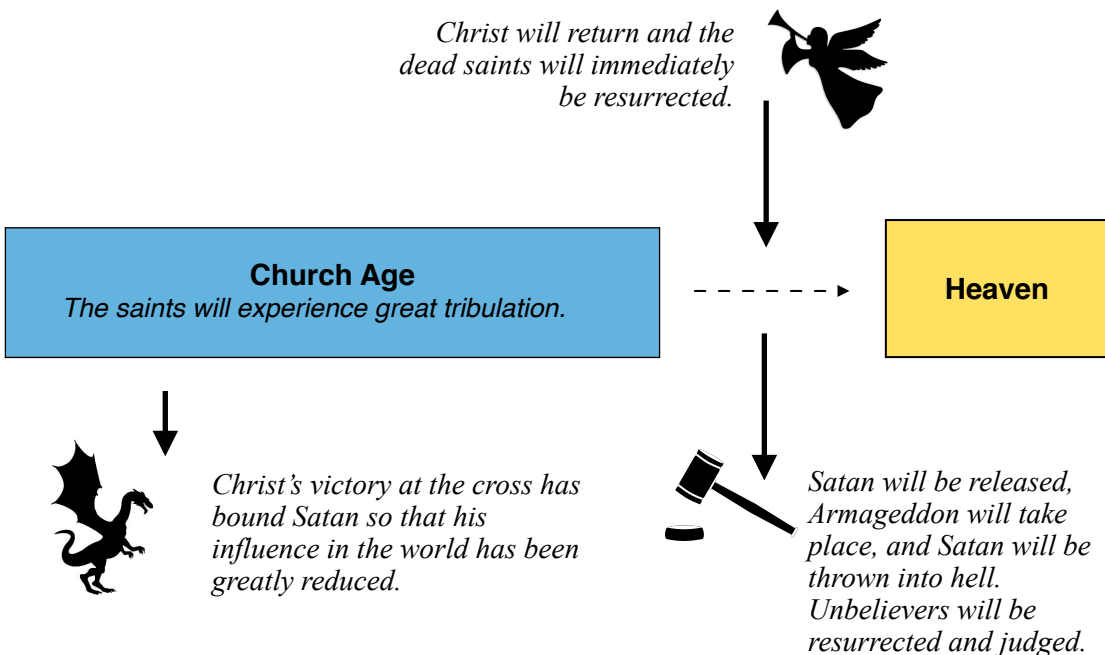 Christ will return and the
dead saints will immediately
be resurrected.
Church Age
The saints will experience great tribulation.
Heaven
Christ’s victory at the cross has
bound Satan so that his
influence in the world has been
greatly reduced.
Satan will be released,
Armageddon will take
place, and Satan will be
thrown into hell.
Unbelievers will be
resurrected and judged.